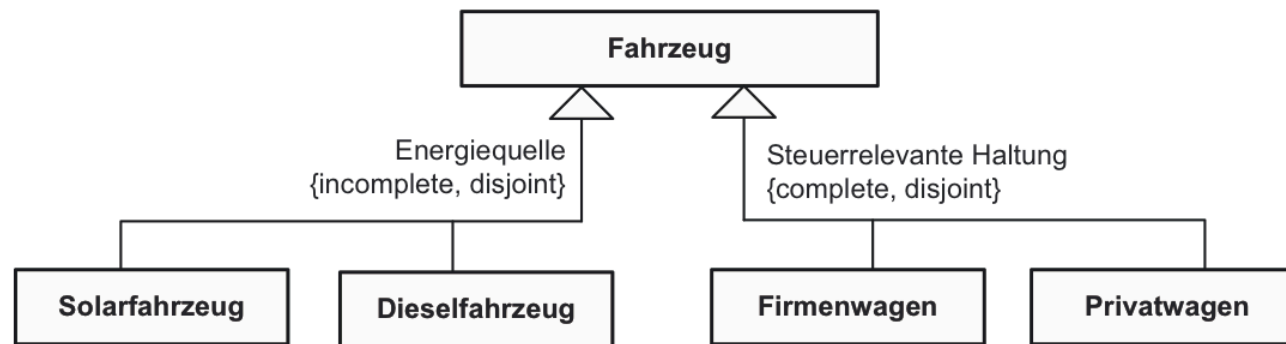 Fahrzeug
Energiequelle
{incomplete, disjoint}
Steuerrelevante Haltung
{complete, disjoint}
Solarfahrzeug
Dieselfahrzeug
Firmenwagen
Privatwagen